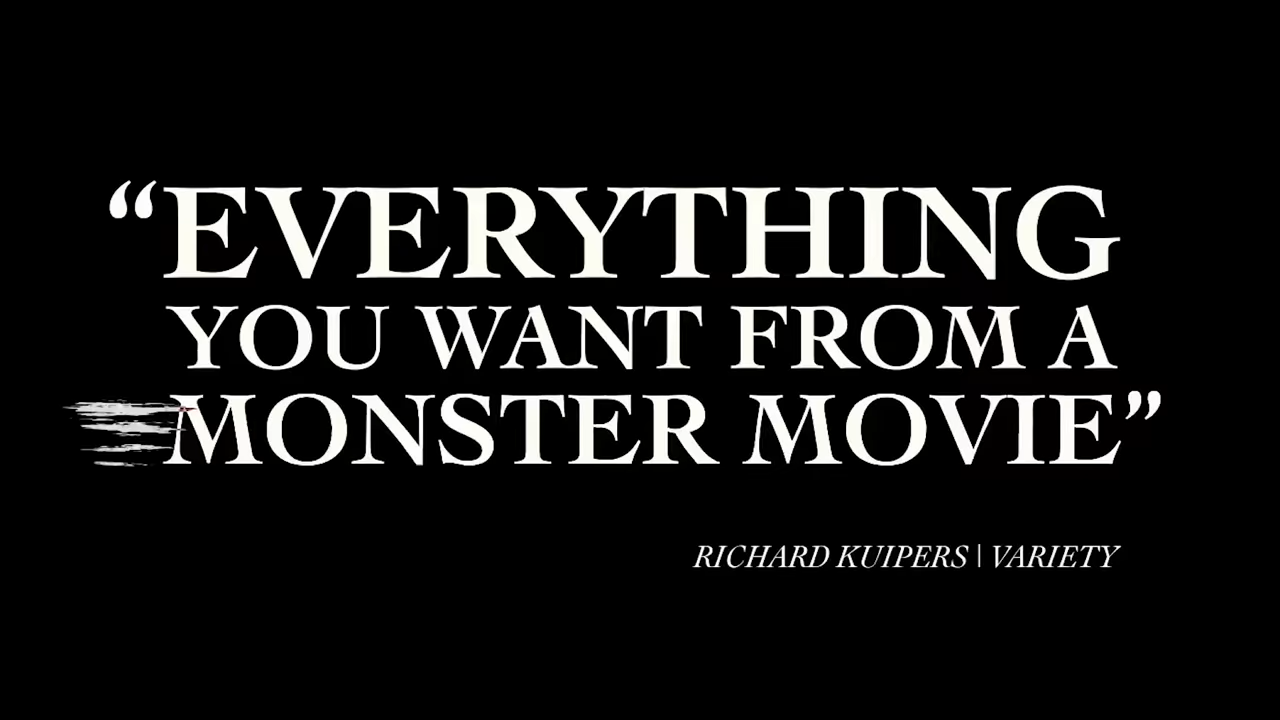 “EVERYTHING
YOU WANT FROM A
MONSTER MOVIE”
RICHARD KUIPERS | VARIETY